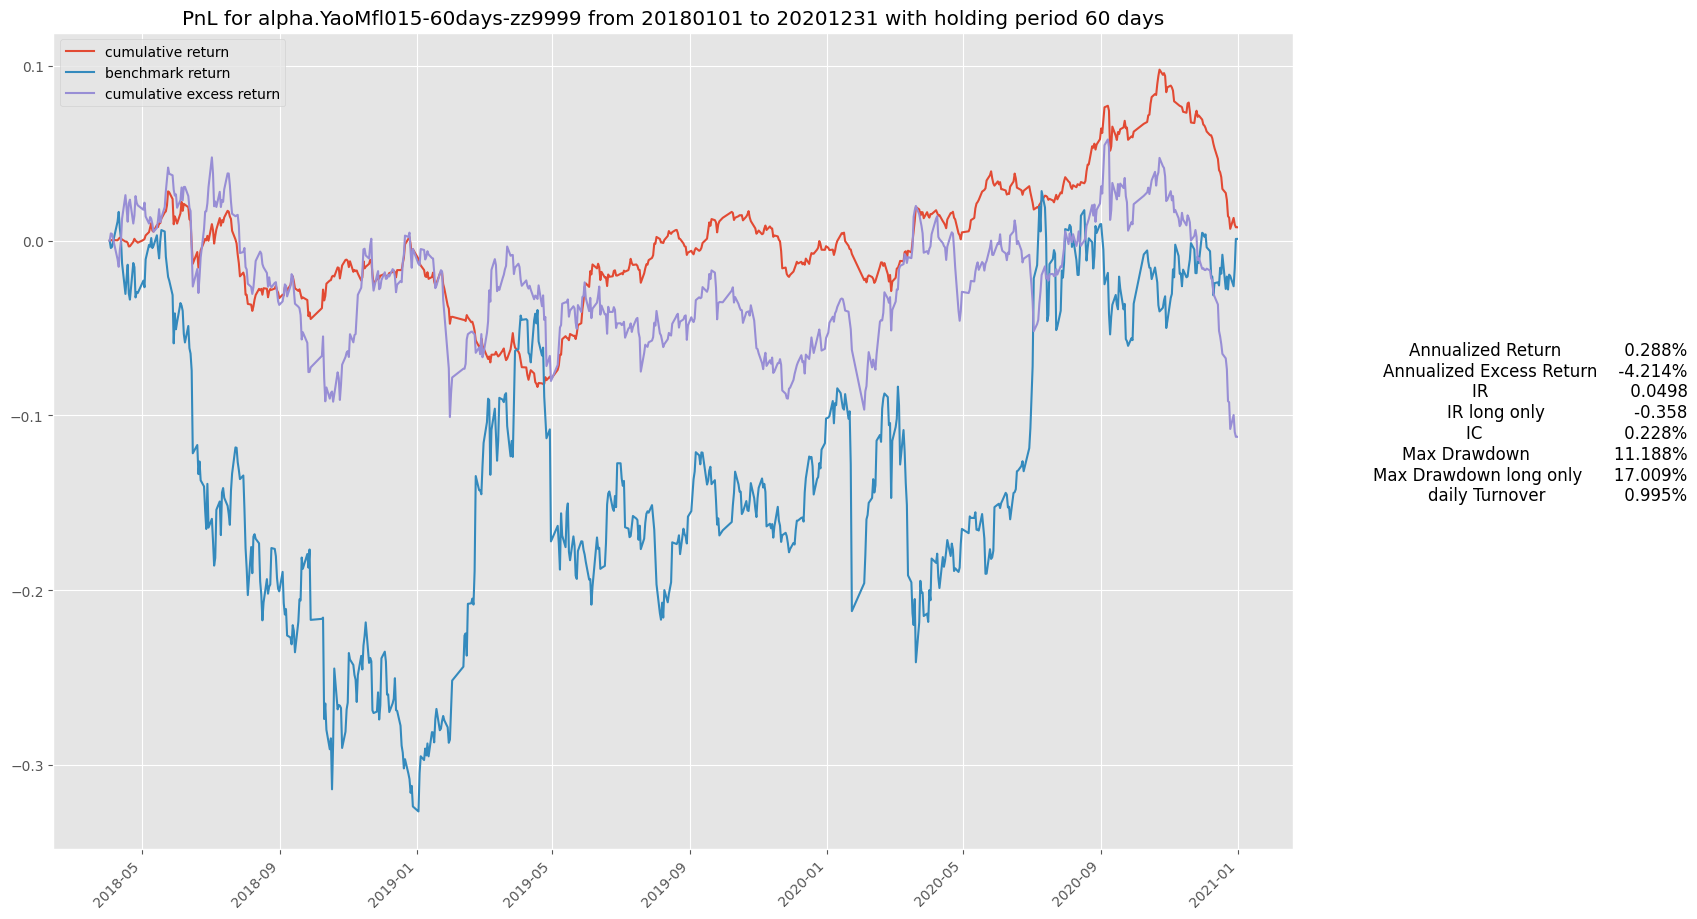 PnL for alpha.YaoMfl015-60days-zz9999 from 20180101 to 20201231 with holding period 60 days
cumulative return
benchmark return
cumulative excess return
0.1
0.0
−0.1
−0.2
−0.3
2018-05
2018-09
2019-01
2019-05
2019-09
2020-01
2020-05
2020-09
2021-01
Annualized Return 0.288%
Annualized Excess Return -4.214%
IR 0.0498
IR long only -0.358
IC 0.228%
Max Drawdown 11.188%
Max Drawdown long only 17.009%
daily Turnover 0.995%